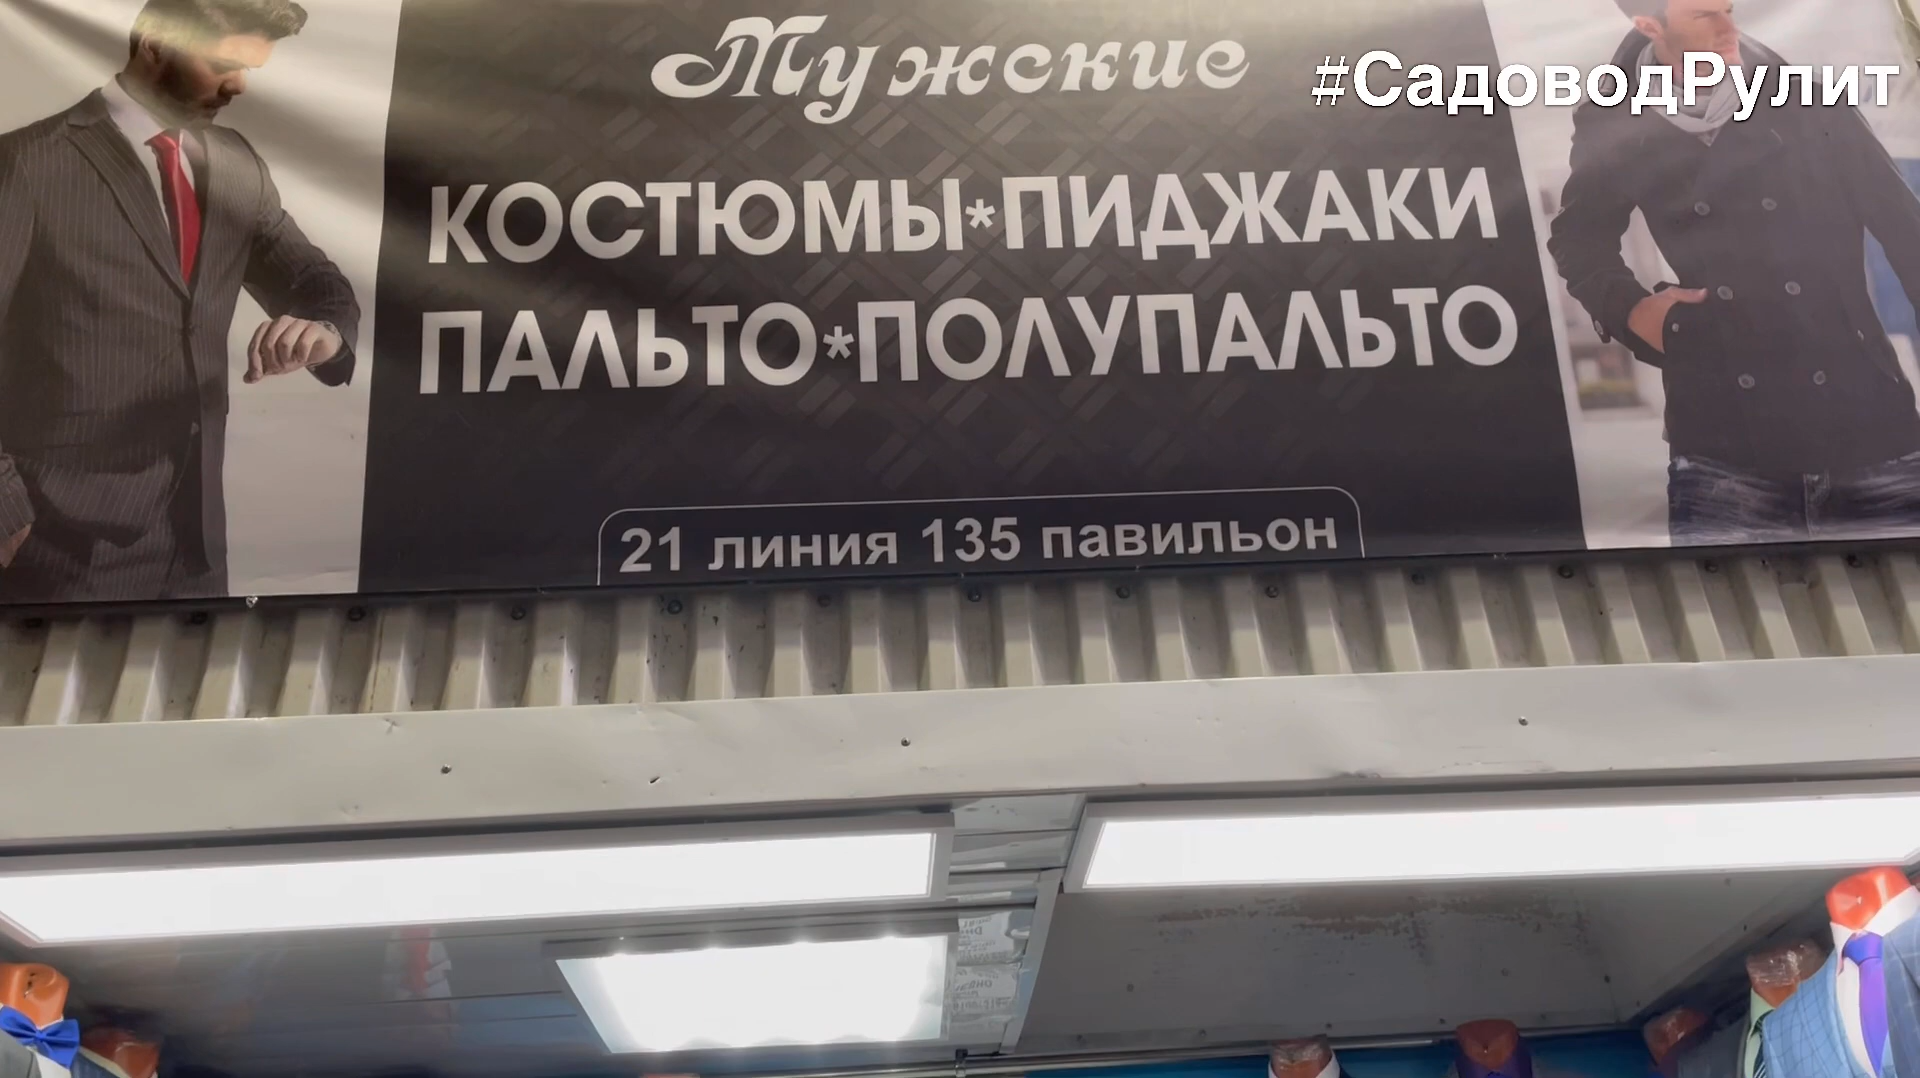 Мужские
#СадоводРулит
КОСТЮМЫ*ПИДЖАКИ
ПАЛЬТО*ПОЛУПАЛЬТО
21 линия 135 павильон